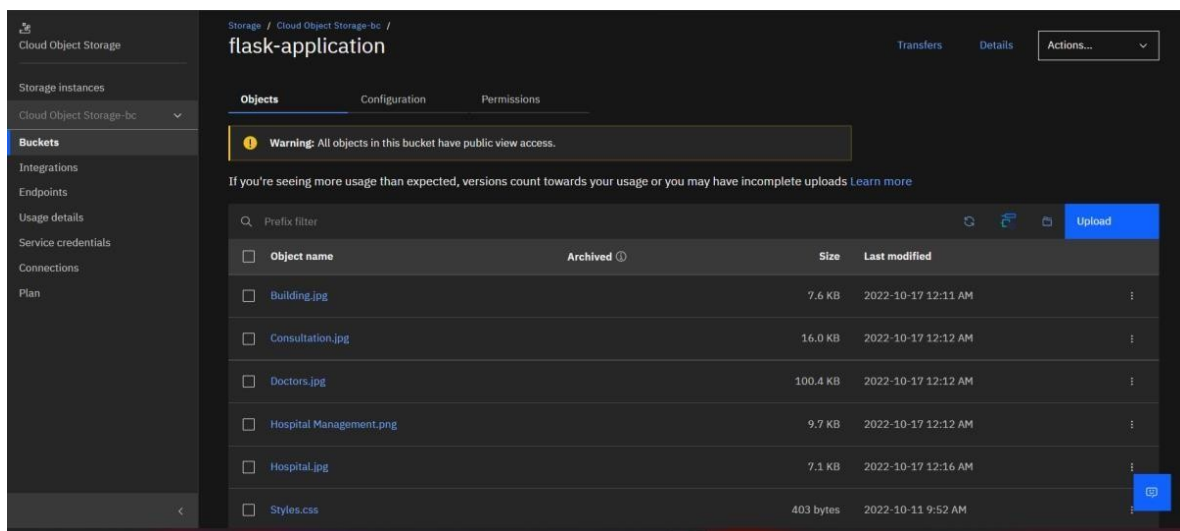 Cloud Object Storage
Storage instances
Cloud Object Storage-bc
Buckets
Integrations
Endpoints
Usage details
Service credentials
Connections
Plan
Storage / Cloud Object Storage-bc /
flask-application
Transfers Details Actions...
Objects Configuration Permissions
Warning: All objects in this bucket have public view access.
If you're seeing more usage than expected, versions count towards your usage or you may have incomplete uploads Learn more
Prefix filter Upload
Object name Archived Size Last modified
Building.jpg 7.6 KB 2022-10-17 12:11 AM
Consultation.jpg 16.0 KB 2022-10-17 12:12 AM
Doctors.jpg 100.4 KB 2022-10-17 12:12 AM
Hospital Management.png 9.7 KB 2022-10-17 12:12 AM
Hospital.jpg 7.1 KB 2022-10-17 12:16 AM
Styles.css 403 bytes 2022-10-11 9:52 AM